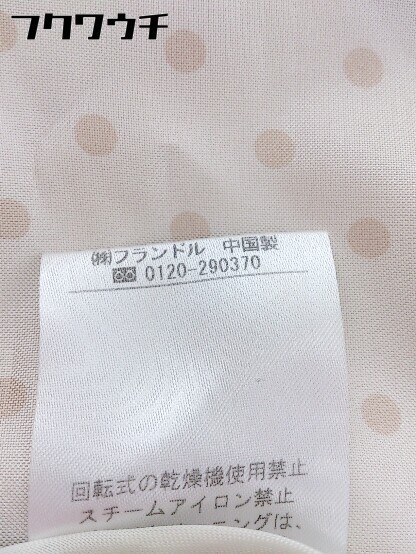 フクワウチ
㈱フランドル 中国製
0120-290370
回転式の乾燥機使用禁止
スチームアイロン禁止
ングは、